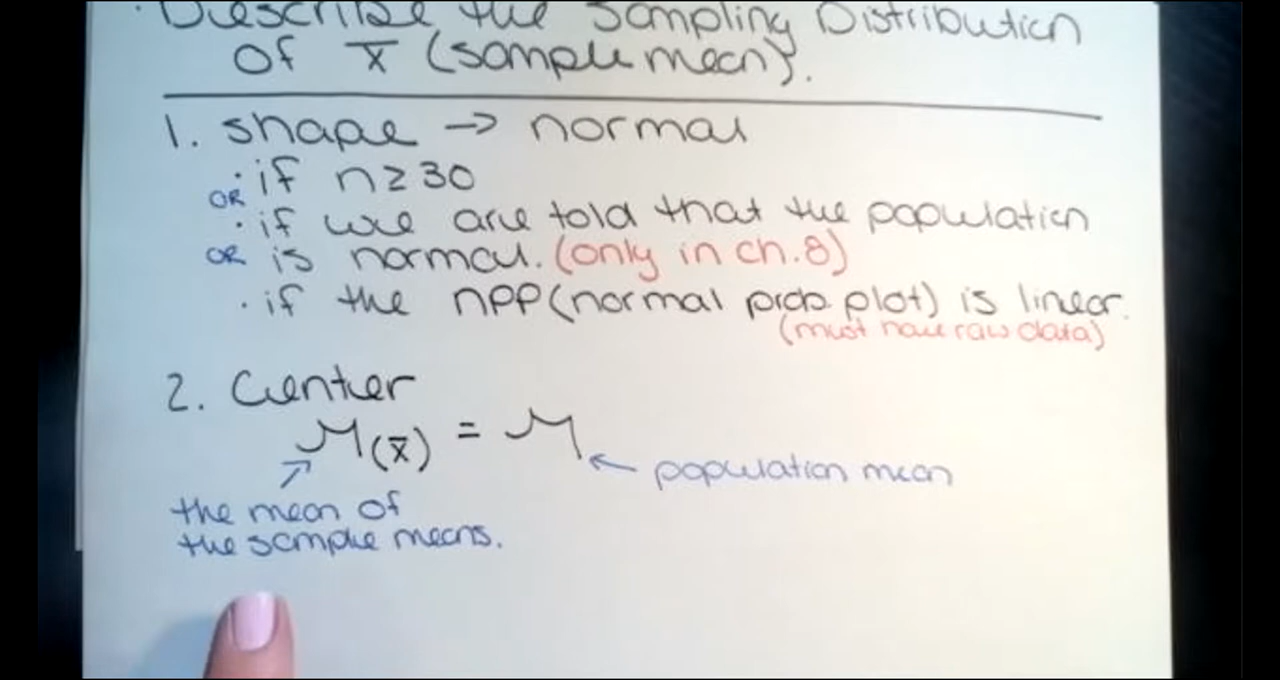 · Describe the Sampling Distribution
of x̄ (sample mean).
1. shape → normal
· if n ≥ 30
OR
· if we are told that the population
OR is normal. (only in ch. 8)
· if the NPP (normal prob. plot) is linear.
(must have raw data)
2. Center
μ(x̄) = μ
← population mean
the mean of
the sample means.